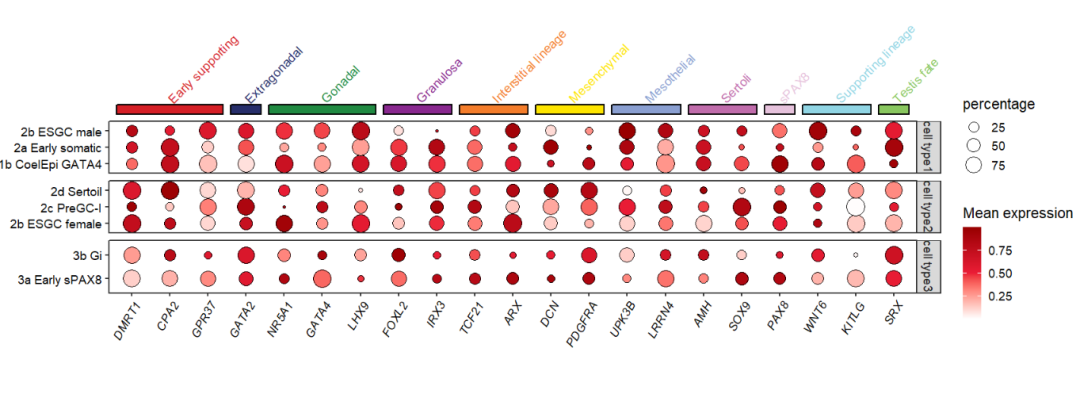 Early supporting
Extragonadal
Gonadal
Granulosa
Interstitial lineage
Mesenchymal
Mesothelial
Sertoli
sPAX8
Supporting lineage
Testis fate
2b ESGC male
2a Early somatic
1b CoelEpi GATA4
cell type1
2d Sertoil
2c PreGC-I
2b ESGC female
cell type2
3b Gi
3a Early sPAX8
cell type3
DMRT1
CPA2
GPR37
GATA2
NR5A1
GATA4
LHX9
FOXL2
IRX3
TCF21
ARX
DCN
PDGFRA
UPK3B
LRRN4
AMH
SOX9
PAX8
WNT6
KITLG
SRX
percentage
25
50
75
Mean expression
0.75
0.50
0.25